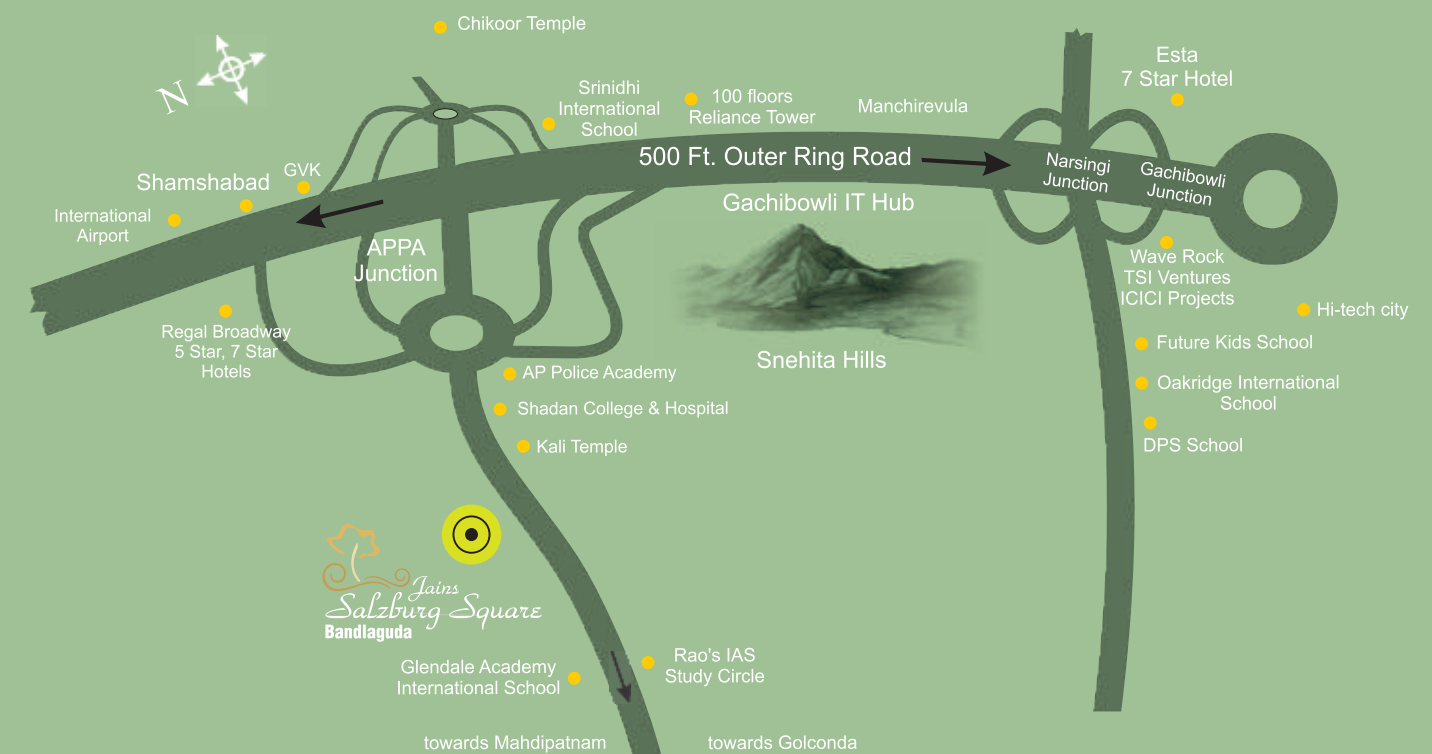 Chikoor Temple
N
Esta
7 Star Hotel
Srinidhi
International
School
100 floors
Reliance Tower
Manchirevula
500 Ft. Outer Ring Road
Narsingi
Junction
Gachibowli
Junction
GVK
Shamshabad
International
Airport
APPA
Junction
Gachibowli IT Hub
Wave Rock
TSI Ventures
ICICI Projects
Hi-tech city
Regal Broadway
5 Star, 7 Star
Hotels
Snehita Hills
Future Kids School
AP Police Academy
Oakridge International
School
Shadan College & Hospital
Kali Temple
DPS School
Jains
Salzburg Square
Bandlaguda
Glendale Academy
International School
Rao's IAS
Study Circle
towards Mahdipatnam
towards Golconda